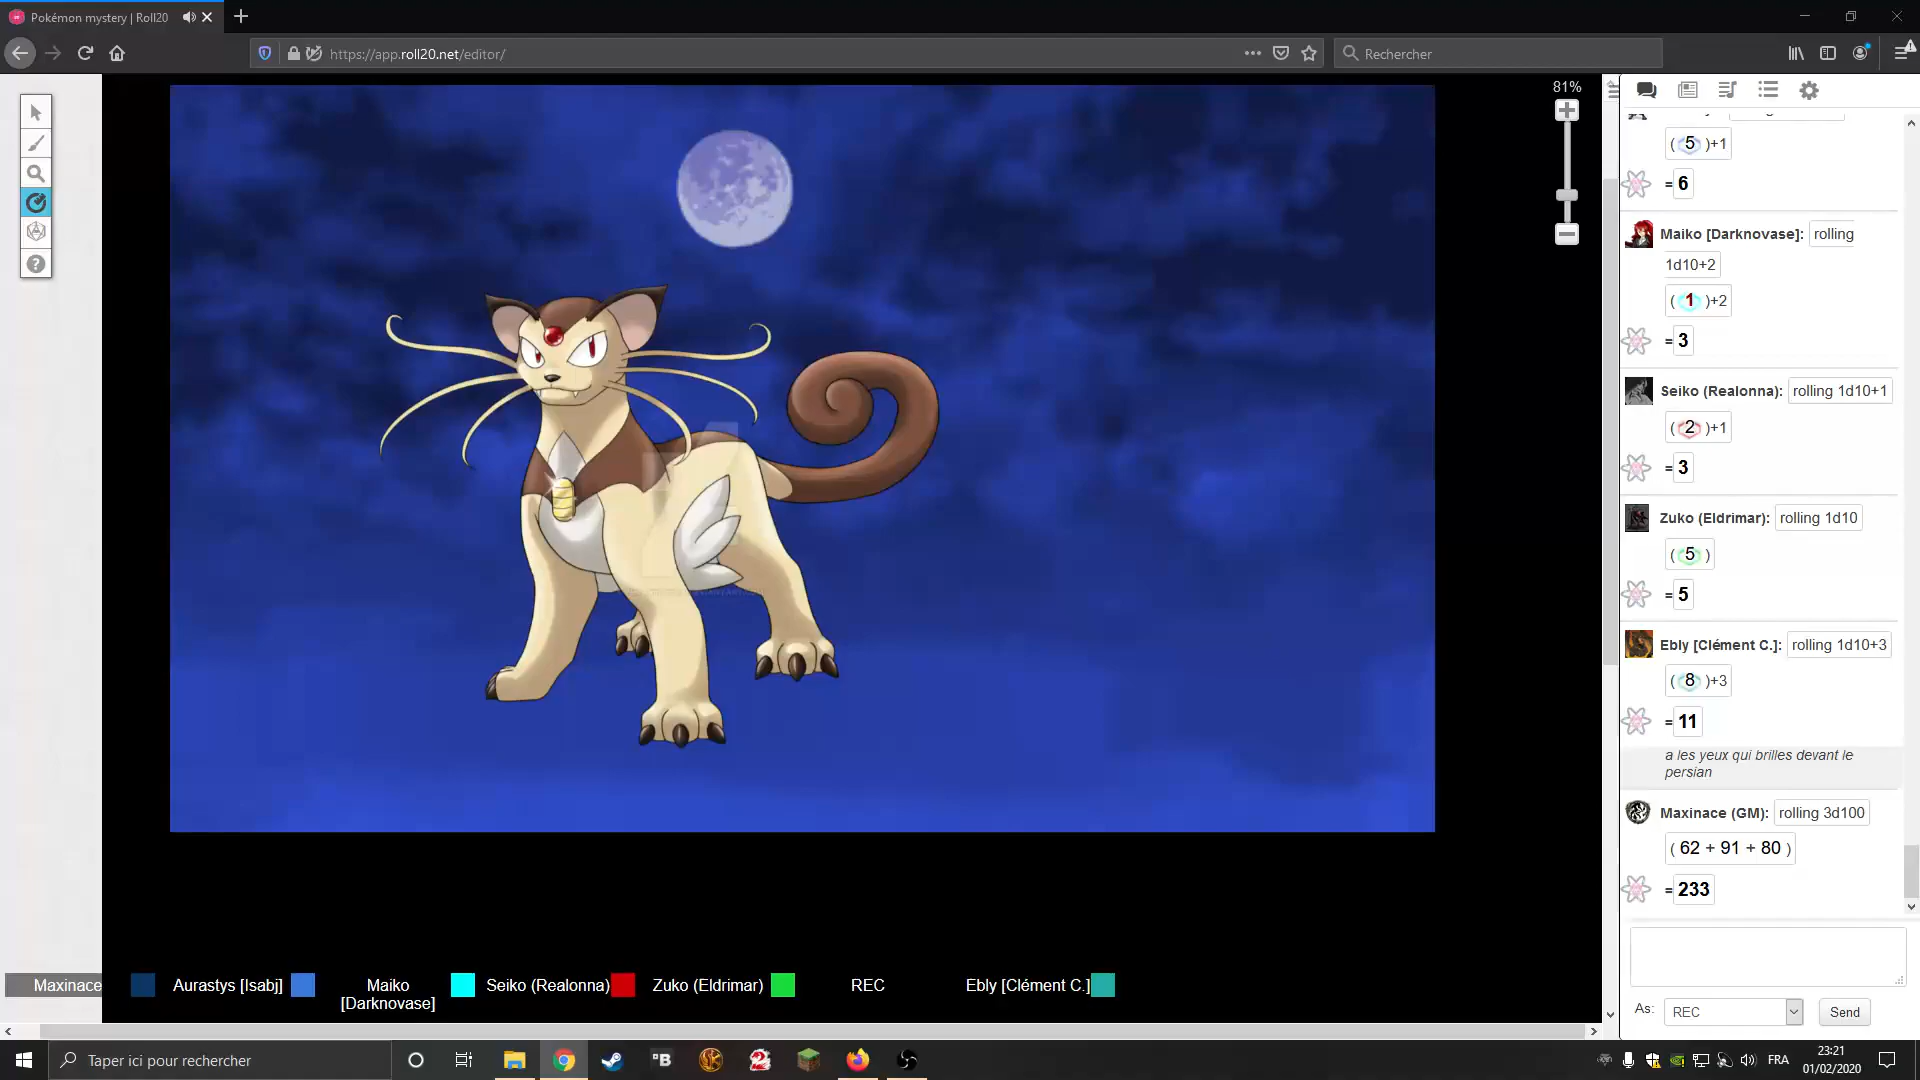 Pokémon mystery | Roll20
https://app.roll20.net/editor/
Rechercher
81%
( 5 )+1
= 6
Maiko [Darknovase]: rolling
1d10+2
( 1 )+2
= 3
Seiko (Realonna): rolling 1d10+1
( 2 )+1
= 3
Zuko (Eldrimar): rolling 1d10
( 5 )
= 5
Ebly [Clément C.]: rolling 1d10+3
( 8 )+3
= 11
a les yeux qui brilles devant le
persian
Maxinace (GM): rolling 3d100
( 62 + 91 + 80 )
= 233
Maxinace
Aurastys [Isabj]
Maiko
[Darknovase]
Seiko (Realonna)
Zuko (Eldrimar)
REC
Ebly [Clément C.]
As: REC
Send
Taper ici pour rechercher
FRA
23:21
01/02/2020